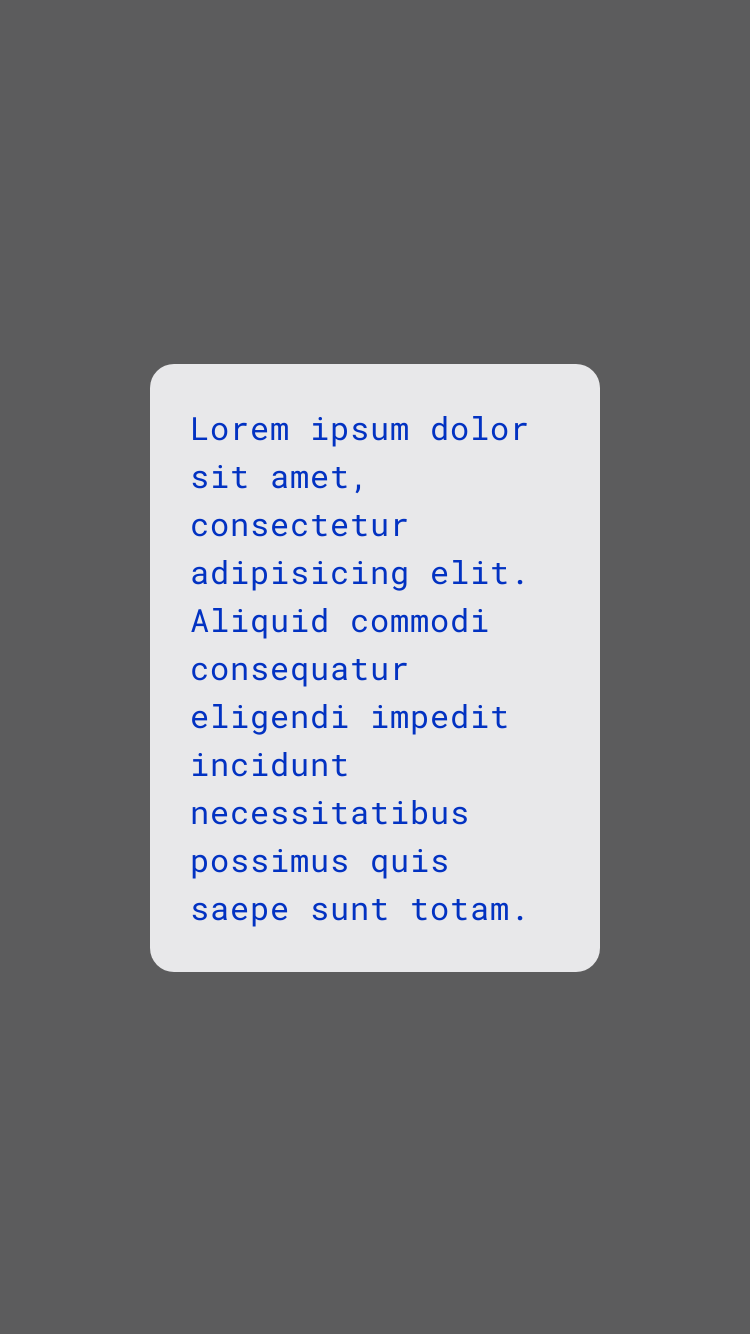 Lorem ipsum dolor
sit amet,
consectetur
adipisicing elit.
Aliquid commodi
consequatur
eligendi impedit
incidunt
necessitatibus
possimus quis
saepe sunt totam.